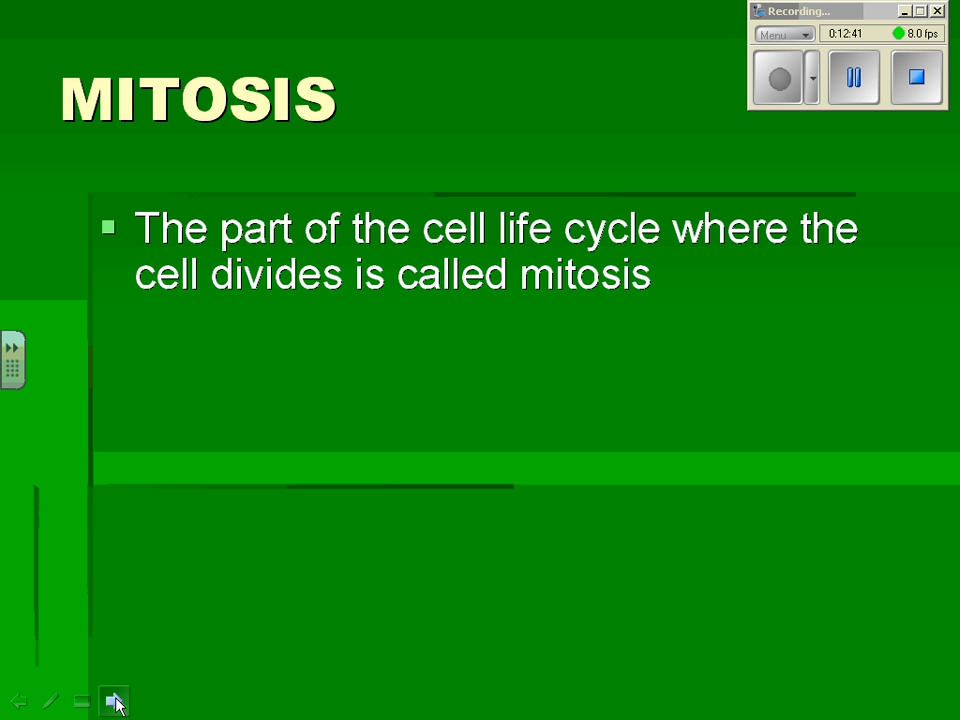 Recording...
Menu
0:12:41
8.0 fps
MITOSIS
The part of the cell life cycle where the
cell divides is called mitosis